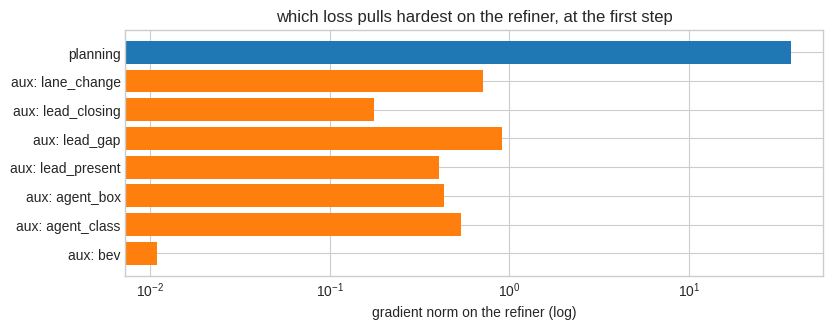 which loss pulls hardest on the refiner, at the first step
planning
aux: lane_change
aux: lead_closing
aux: lead_gap
aux: lead_present
aux: agent_box
aux: agent_class
aux: bev
10⁻² 10⁻¹ 10⁰ 10¹
gradient norm on the refiner (log)